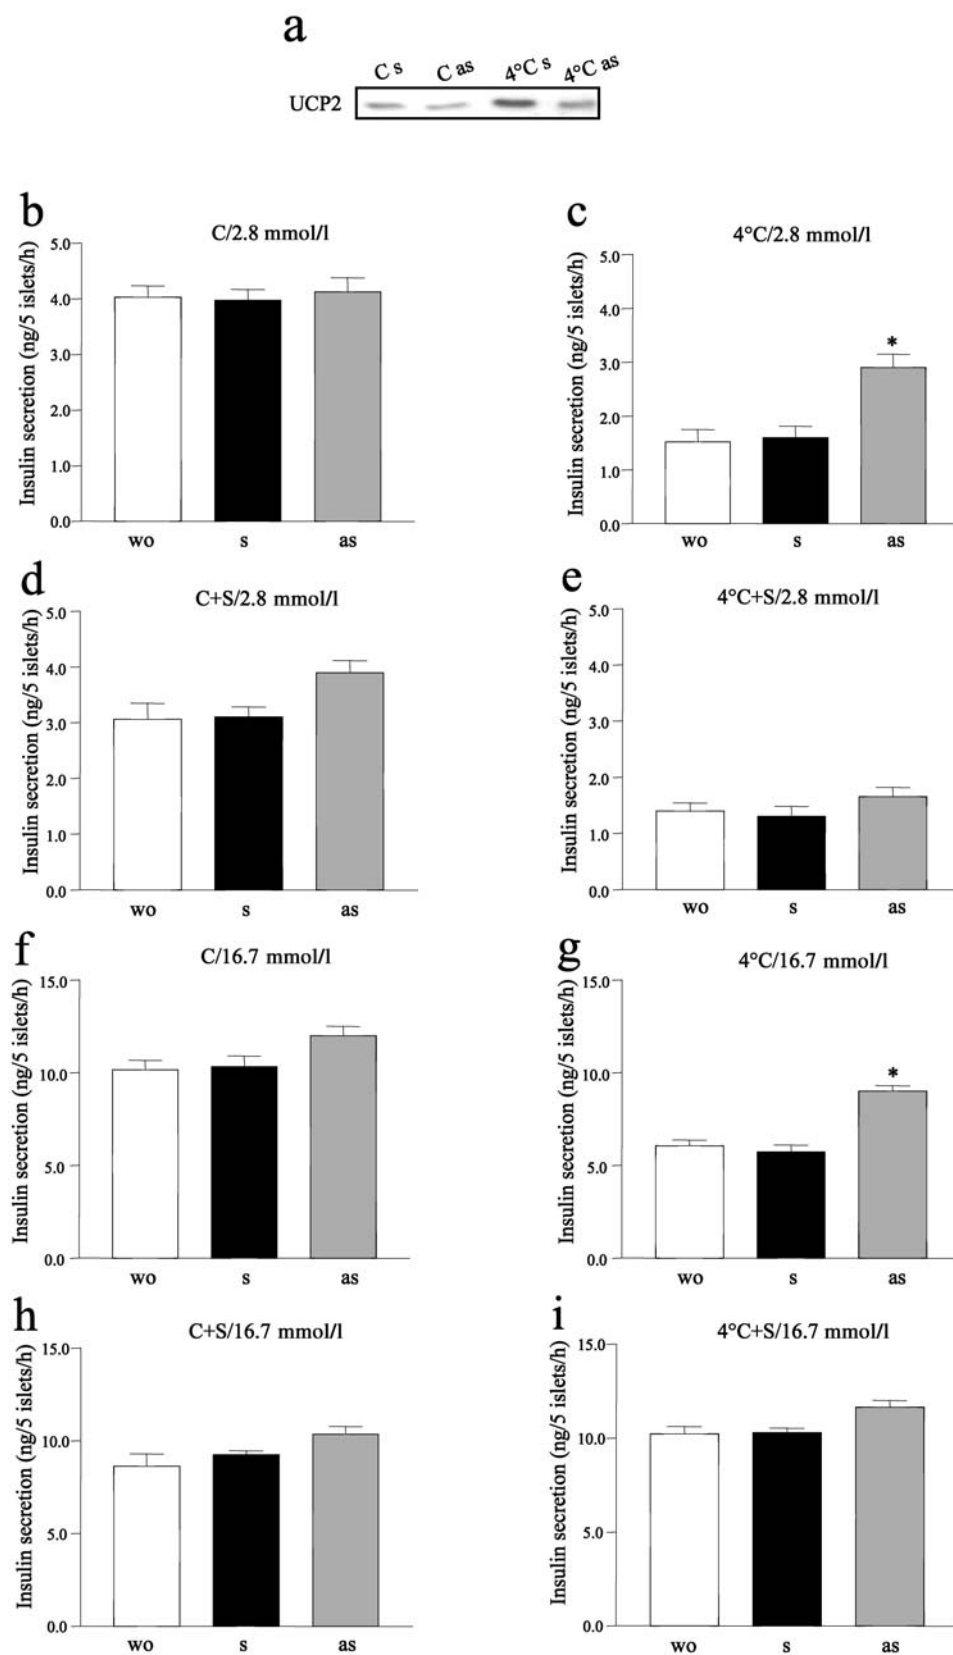 a
C s C as 4°C s 4°C as
UCP2
b
C/2.8 mmol/l
Insulin secretion (ng/5 islets/h)
5.0
4.0
3.0
2.0
1.0
0.0
wo s as
c
4°C/2.8 mmol/l
Insulin secretion (ng/5 islets/h)
5.0
4.0
3.0
2.0
1.0
0.0
*
wo s as
d
C+S/2.8 mmol/l
Insulin secretion (ng/5 islets/h)
5.0
4.0
3.0
2.0
1.0
0.0
wo s as
e
4°C+S/2.8 mmol/l
Insulin secretion (ng/5 islets/h)
5.0
4.0
3.0
2.0
1.0
0.0
wo s as
f
C/16.7 mmol/l
Insulin secretion (ng/5 islets/h)
15.0
10.0
5.0
0.0
wo s as
g
4°C/16.7 mmol/l
Insulin secretion (ng/5 islets/h)
15.0
10.0
5.0
0.0
*
wo s as
h
C+S/16.7 mmol/l
Insulin secretion (ng/5 islets/h)
15.0
10.0
5.0
0.0
wo s as
i
4°C+S/16.7 mmol/l
Insulin secretion (ng/5 islets/h)
15.0
10.0
5.0
0.0
wo s as